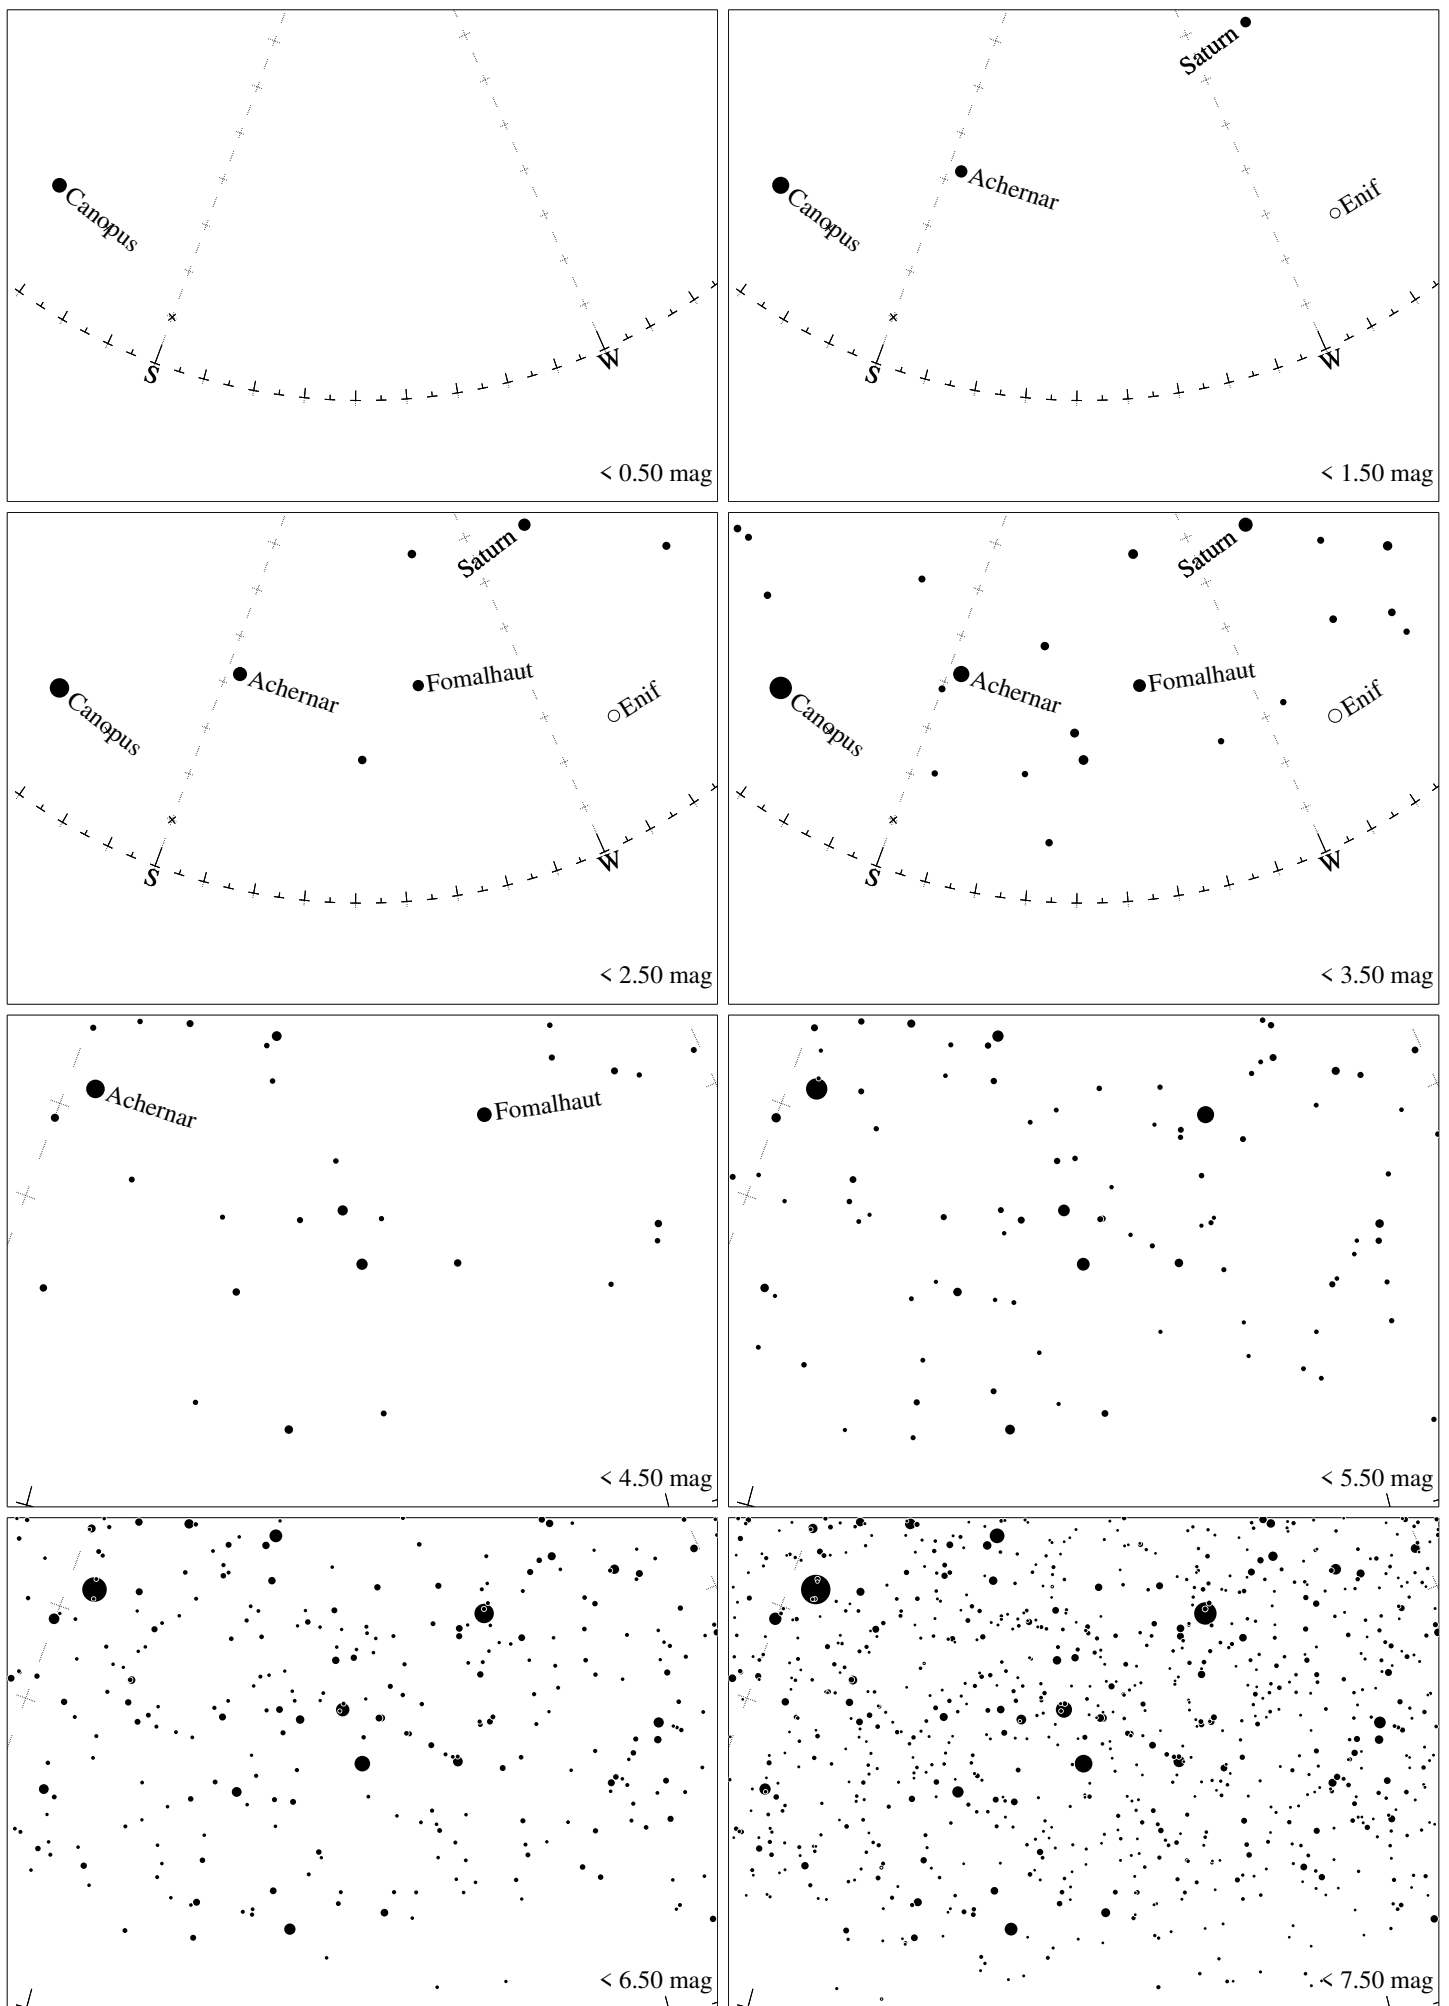 Canopus
S
W
< 0.50 mag
Saturn
Achernar
Enif
Canopus
S
W
< 1.50 mag
Saturn
Fomalhaut
Achernar
Enif
Canopus
S
W
< 2.50 mag
Saturn
Fomalhaut
Achernar
Enif
Canopus
S
W
< 3.50 mag
Achernar
Fomalhaut
< 4.50 mag
< 5.50 mag
< 6.50 mag
< 7.50 mag